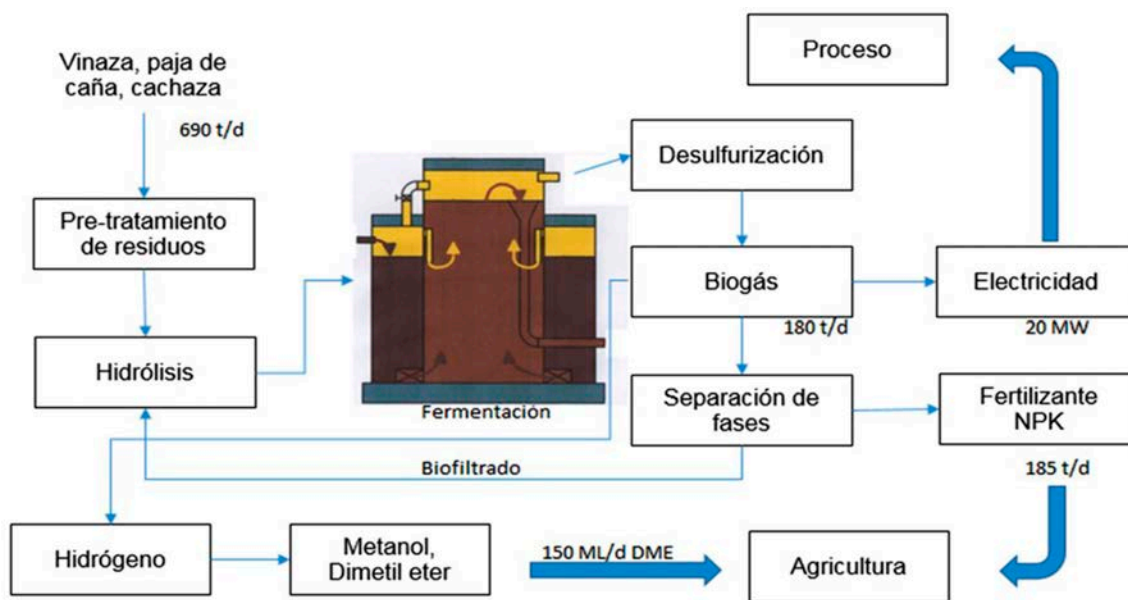 Vinaza, paja de
caña, cachaza
690 t/d
Pre-tratamiento
de residuos
Hidrólisis
Fermentación
Desulfurización
Biogás
180 t/d
Separación de
fases
Biofiltrado
Proceso
Electricidad
20 MW
Fertilizante
NPK
185 t/d
Hidrógeno
Metanol,
Dimetil eter
150 ML/d DME
Agricultura